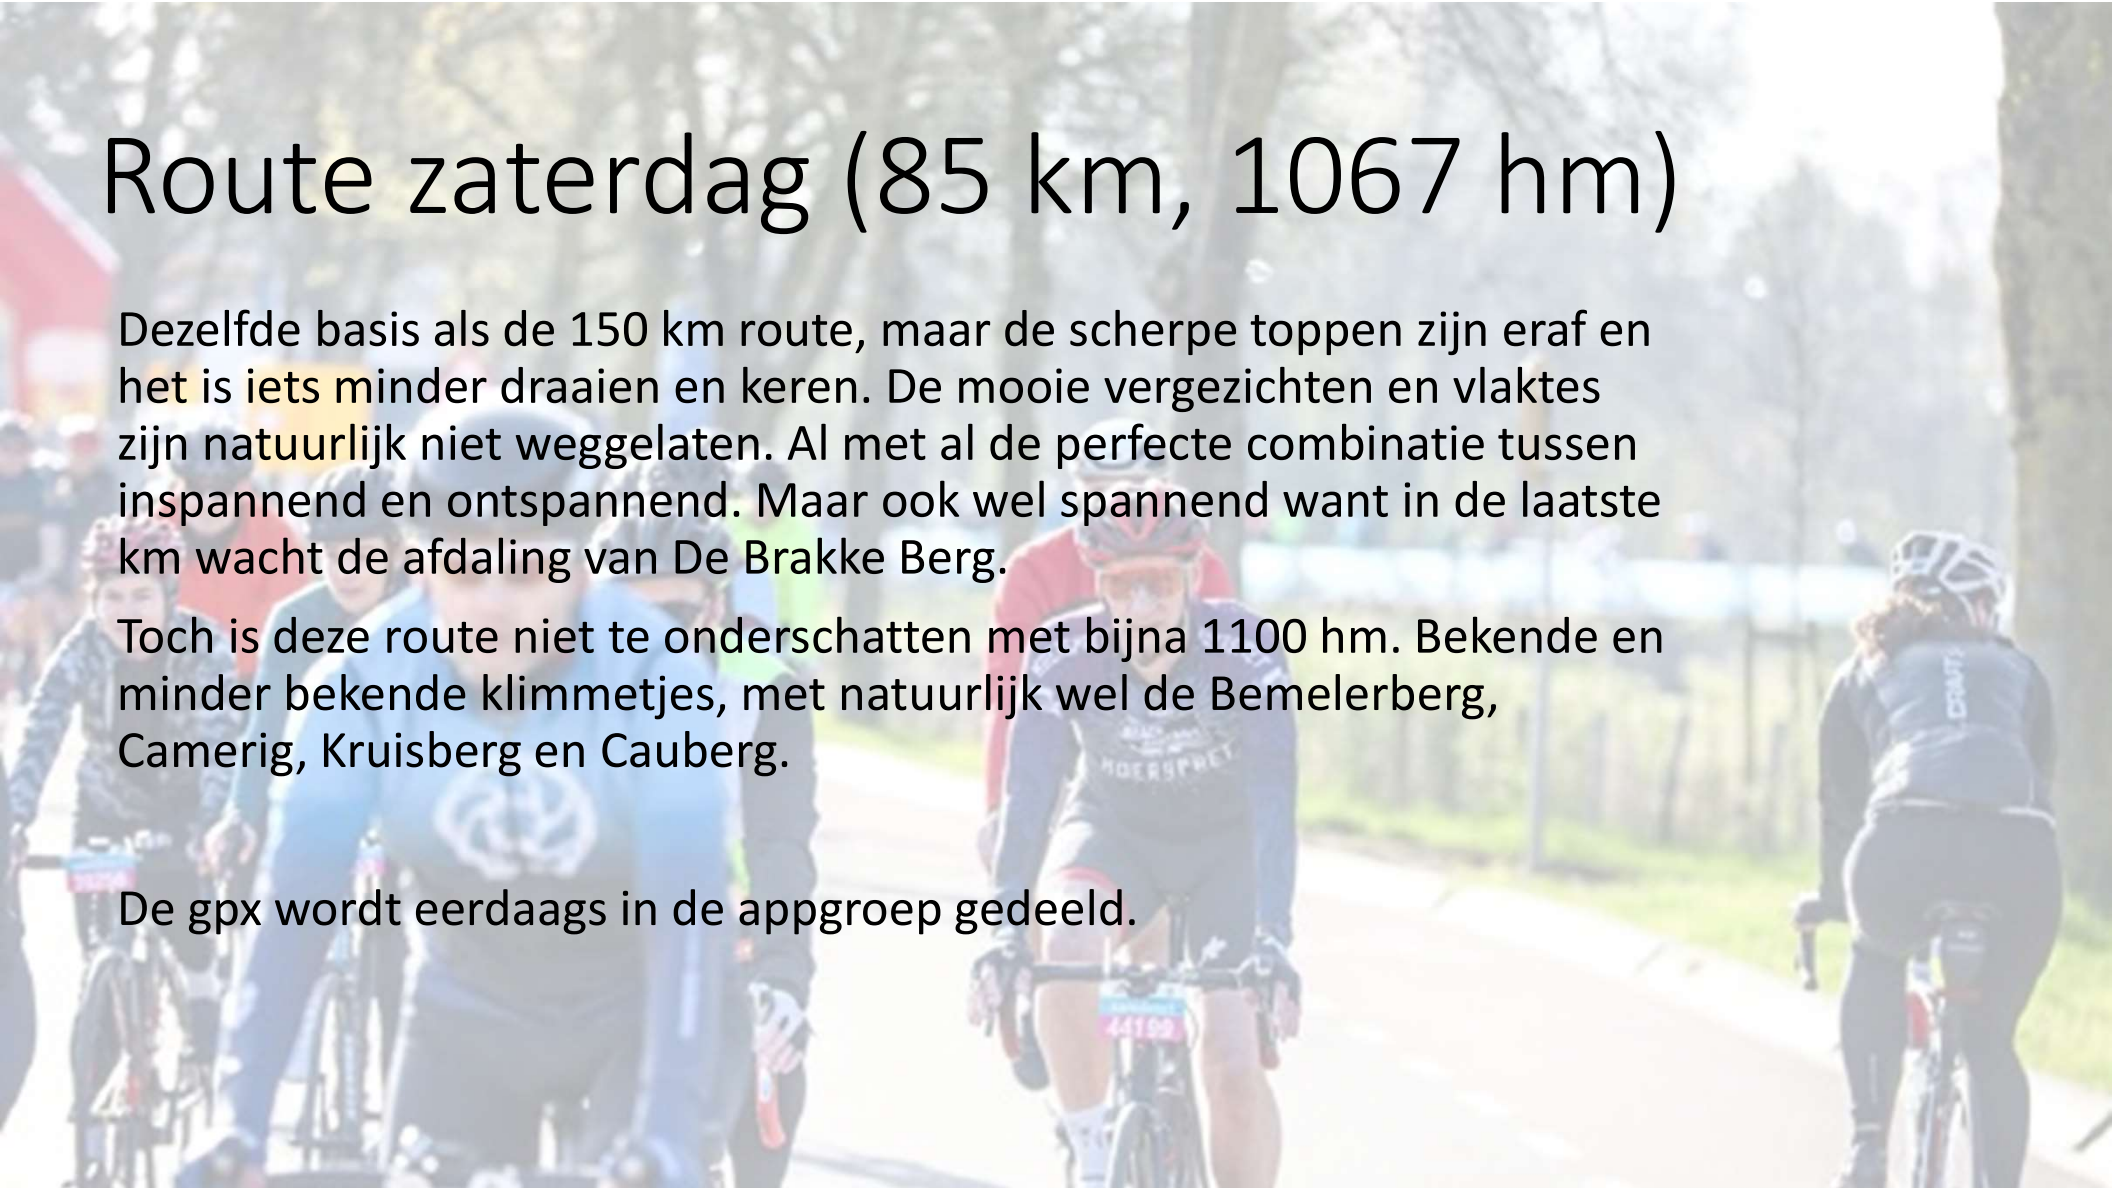 Route zaterdag (85 km, 1067 hm)
Dezelfde basis als de 150 km route, maar de scherpe toppen zijn eraf en
het is iets minder draaien en keren. De mooie vergezichten en vlaktes
zijn natuurlijk niet weggelaten. Al met al de perfecte combinatie tussen
inspannend en ontspannend. Maar ook wel spannend want in de laatste
km wacht de afdaling van De Brakke Berg.
Toch is deze route niet te onderschatten met bijna 1100 hm. Bekende en
minder bekende klimmetjes, met natuurlijk wel de Bemelerberg,
Camerig, Kruisberg en Cauberg.
De gpx wordt eerdaags in de appgroep gedeeld.
CRAFT
MOERSPRET
44199